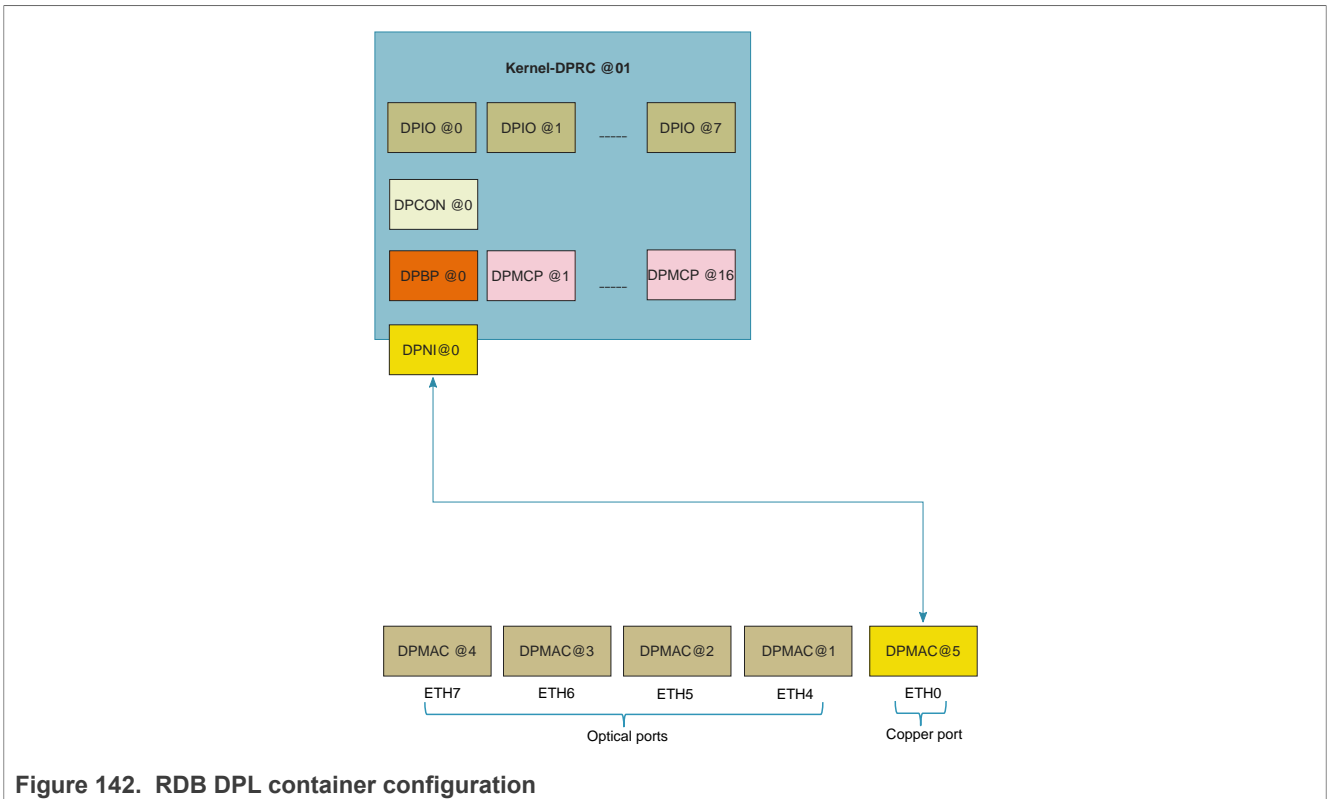 Kernel-DPRC @01
DPIO @0 DPIO @1 ----- DPIO @7
DPCON @0
DPBP @0 DPMCP @1 ----- DPMCP @16
DPNI@0
DPMAC @4 DPMAC@3 DPMAC@2 DPMAC@1 DPMAC@5
ETH7 ETH6 ETH5 ETH4 ETH0
Optical ports Copper port
Figure 142. RDB DPL container configuration